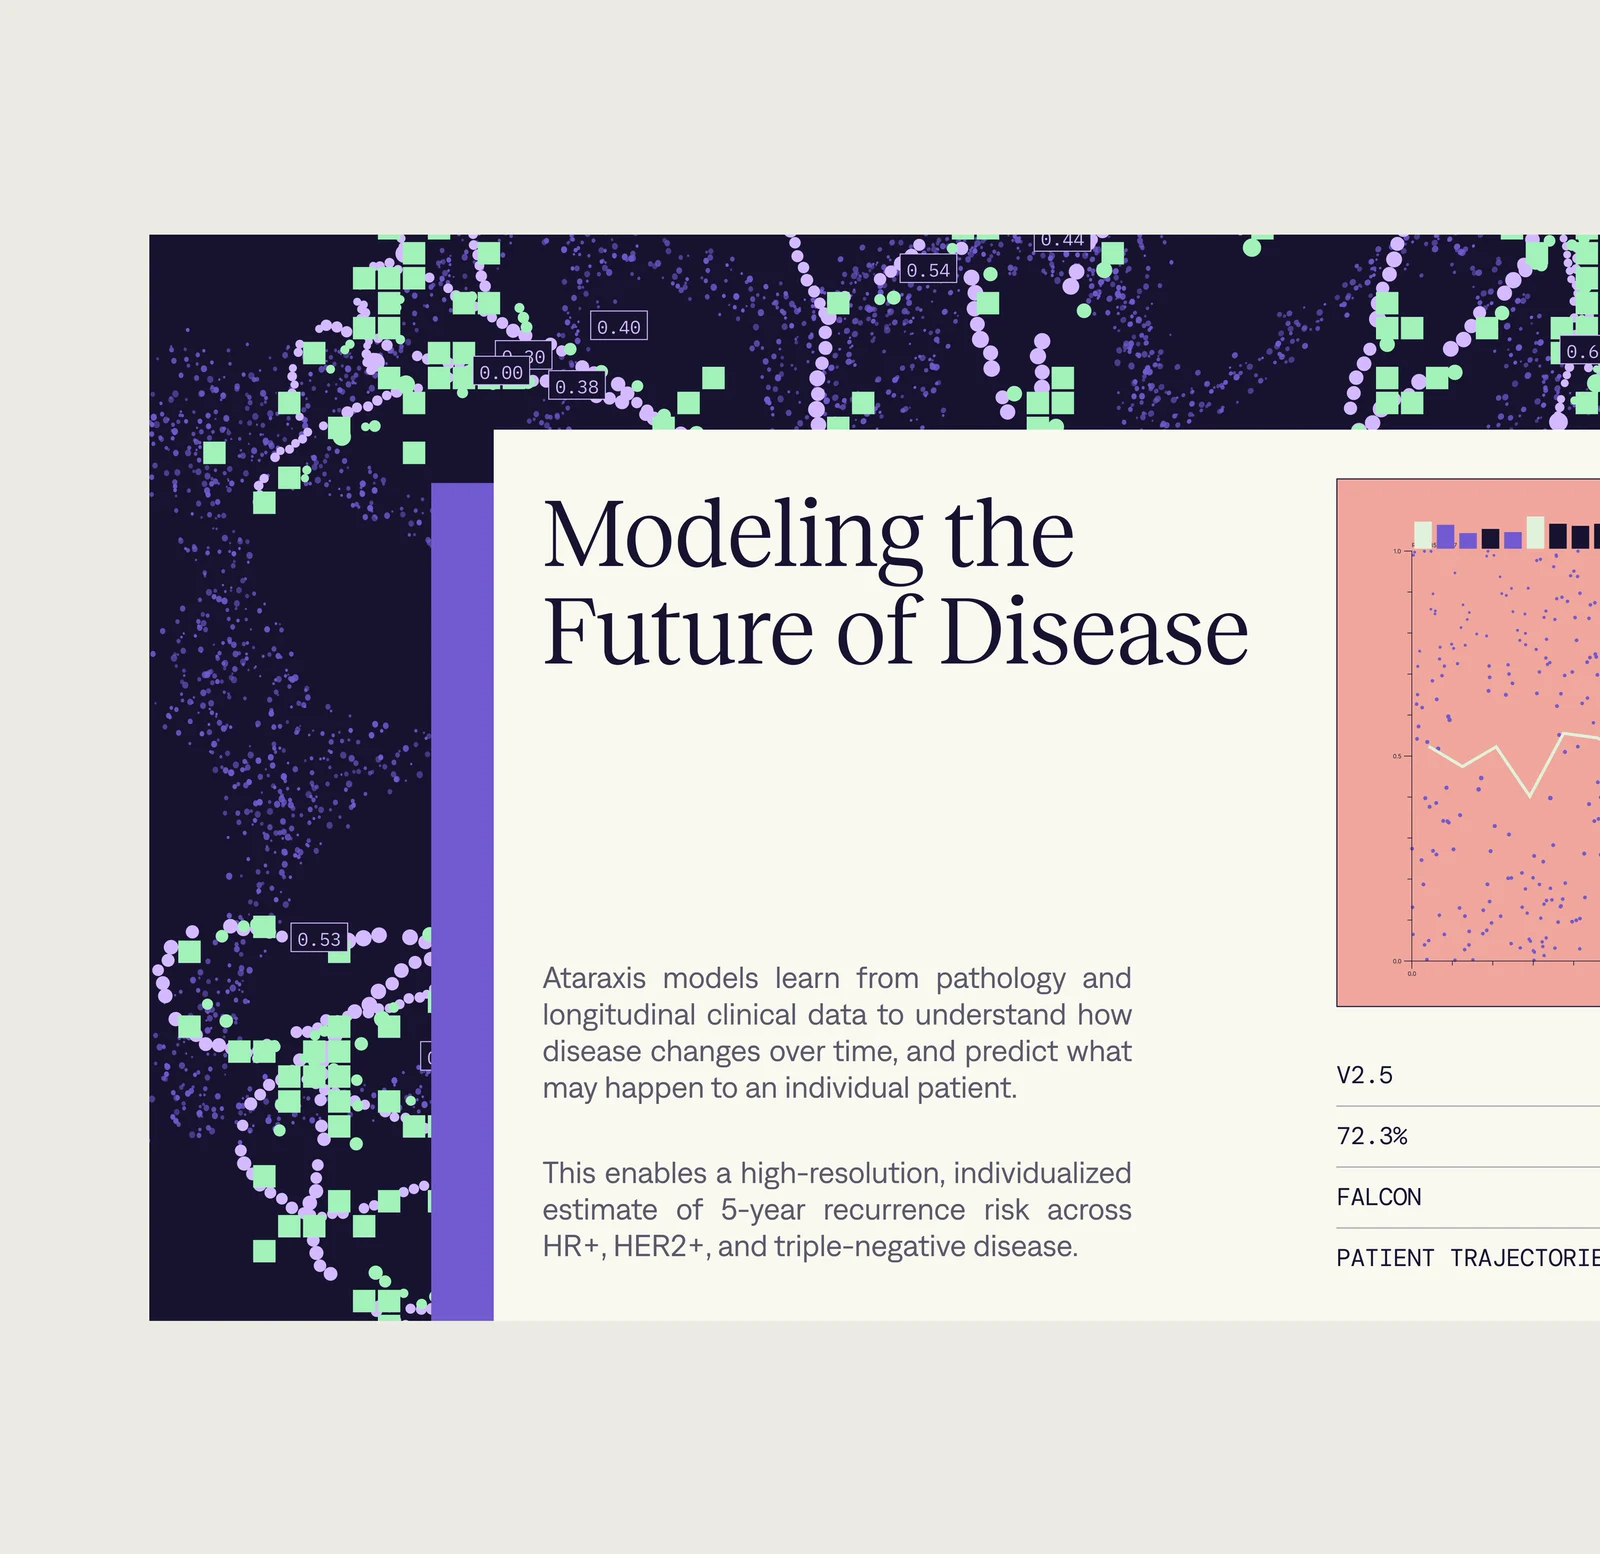 0.44
0.54
0.40
0.00
0.38
Modeling the
Future of Disease
1.0
0.5
0.0
0.0
0.53
Ataraxis models learn from pathology and
longitudinal clinical data to understand how
disease changes over time, and predict what
may happen to an individual patient.
This enables a high-resolution, individualized
estimate of 5-year recurrence risk across
HR+, HER2+, and triple-negative disease.
V2.5
72.3%
FALCON
PATIENT